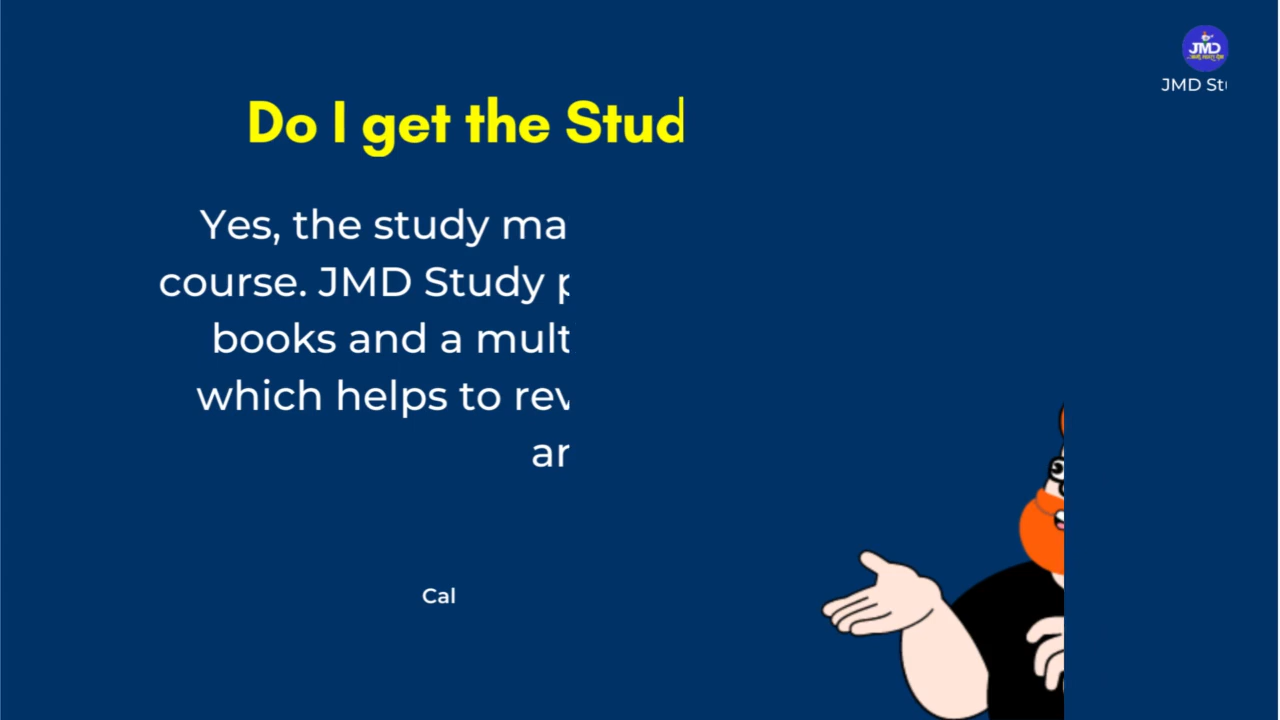 JMD
JMD St
Do I get the Stud
Yes, the study ma
course. JMD Study p
books and a mult
which helps to rev
ar
Cal